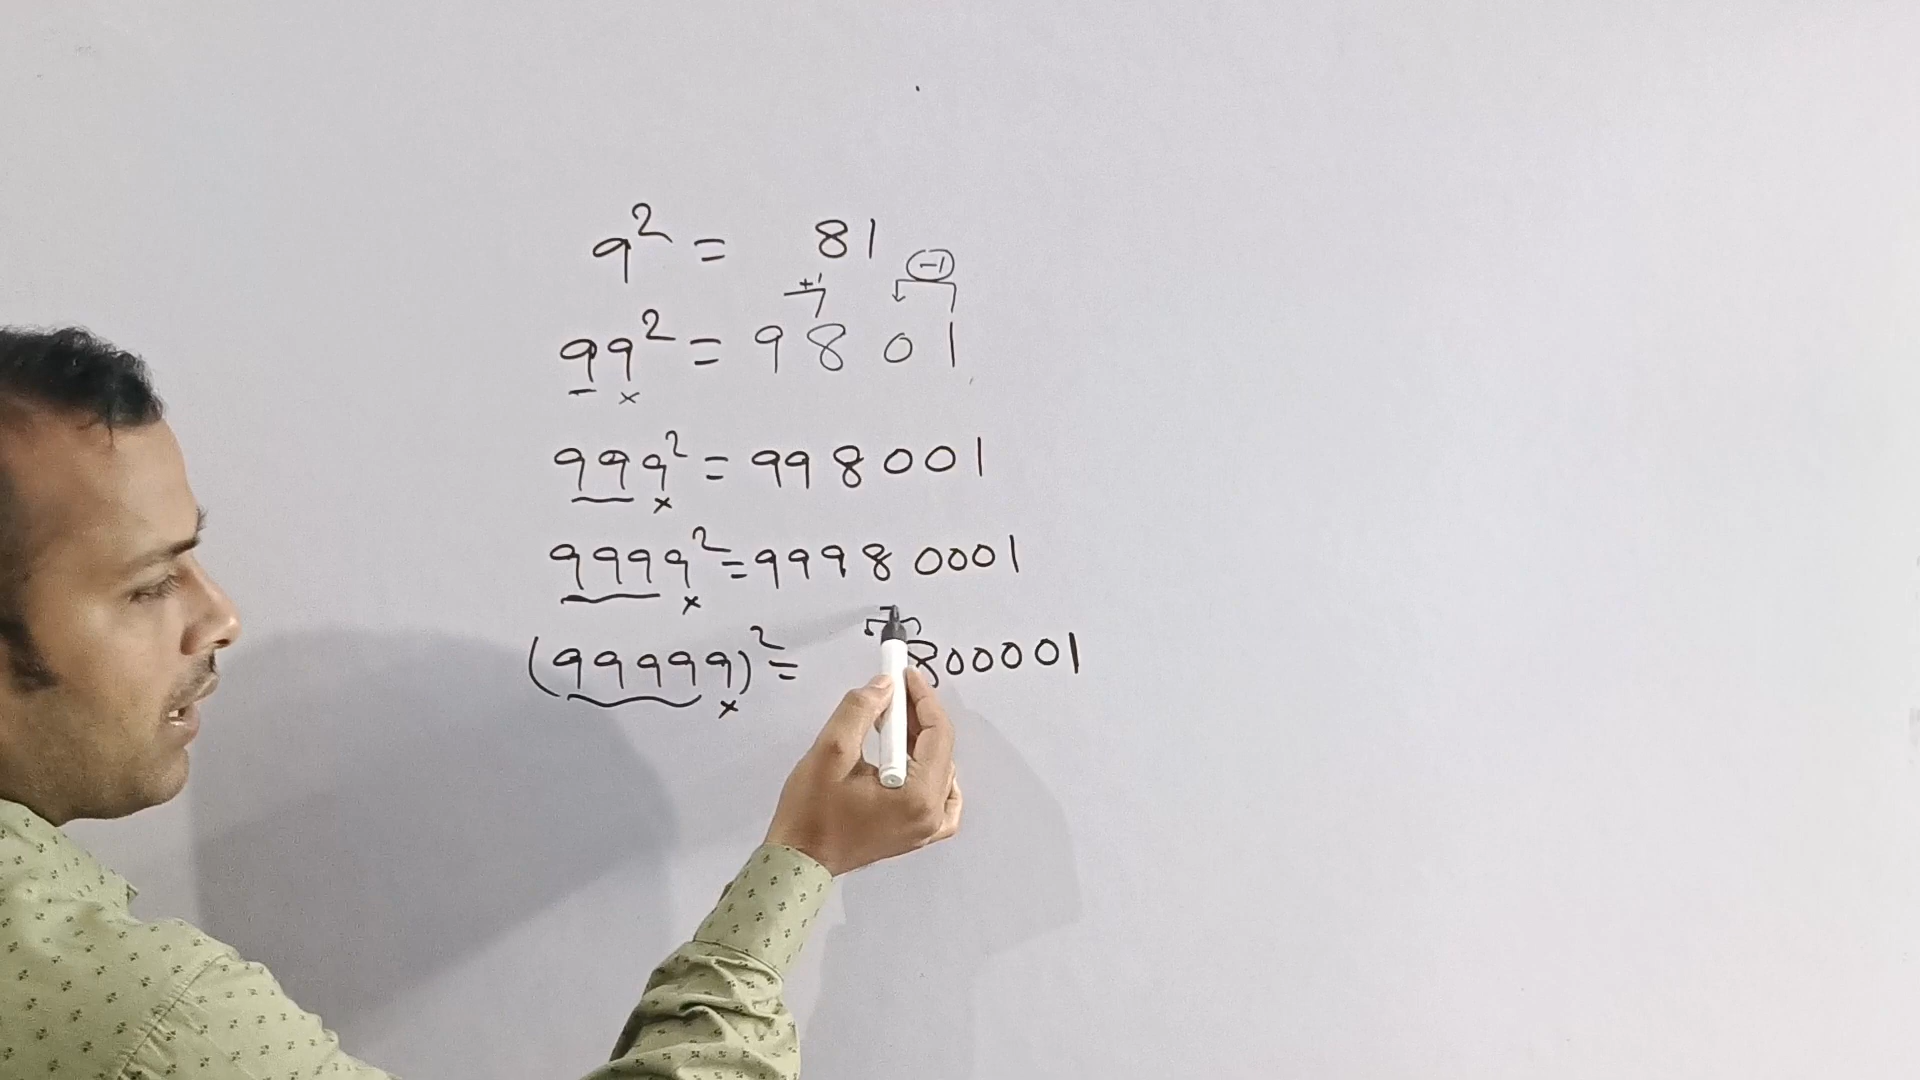 9² = 81
+1 -1
99² = 9801
x
999² = 998001
x
9999² = 99980001
x
(99999)² = 800001
x